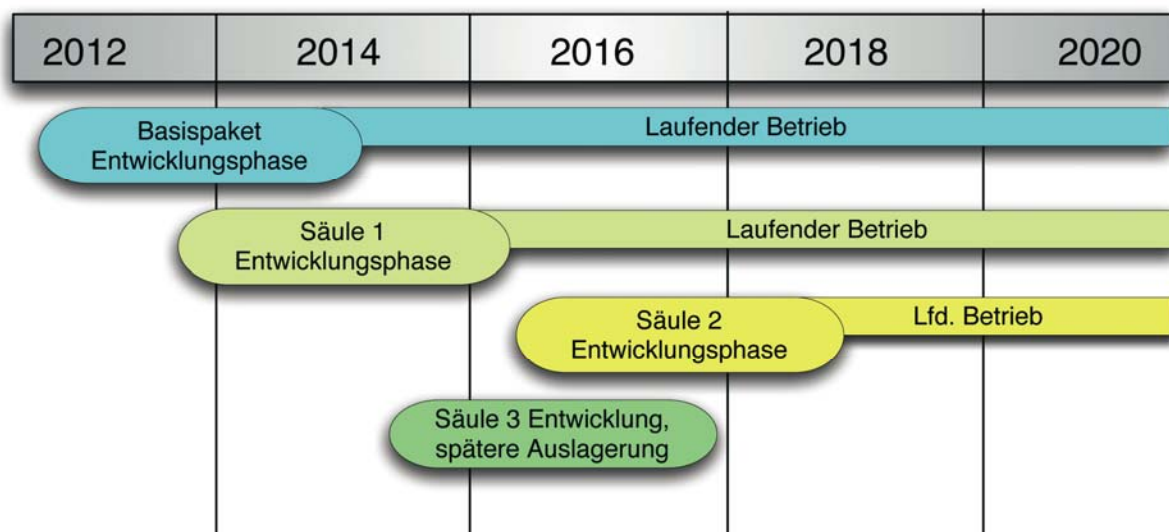 2012 2014 2016 2018 2020
Basispaket
Entwicklungsphase
Laufender Betrieb
Säule 1
Entwicklungsphase
Laufender Betrieb
Säule 2
Entwicklungsphase
Lfd. Betrieb
Säule 3 Entwicklung,
spätere Auslagerung